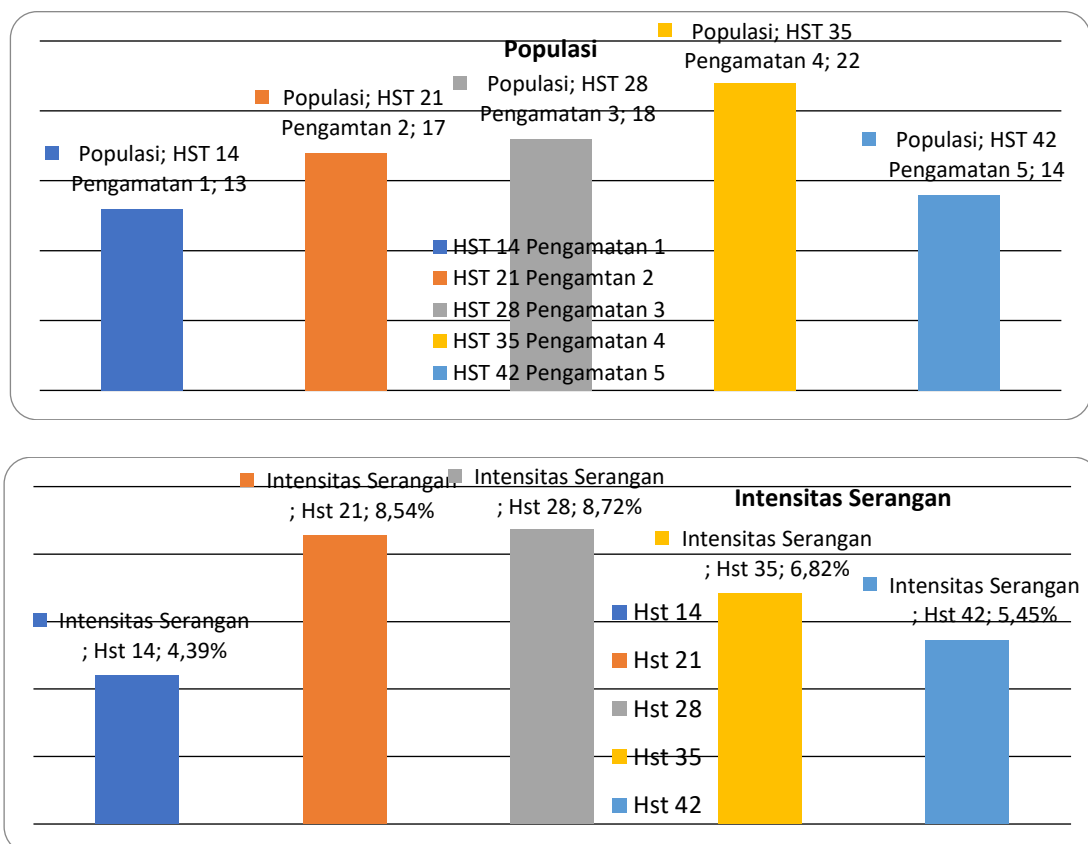 Populasi
Populasi; HST 14
Pengamatan 1; 13
Populasi; HST 21
Pengamtan 2; 17
Populasi; HST 28
Pengamatan 3; 18
Populasi; HST 35
Pengamatan 4; 22
Populasi; HST 42
Pengamatan 5; 14
HST 14 Pengamatan 1
HST 21 Pengamtan 2
HST 28 Pengamatan 3
HST 35 Pengamatan 4
HST 42 Pengamatan 5
Intensitas Serangan
Intensitas Serangan
; Hst 14; 4,39%
Intensitas Serangan
; Hst 21; 8,54%
Intensitas Serangan
; Hst 28; 8,72%
Intensitas Serangan
; Hst 35; 6,82%
Intensitas Serangan
; Hst 42; 5,45%
Hst 14
Hst 21
Hst 28
Hst 35
Hst 42